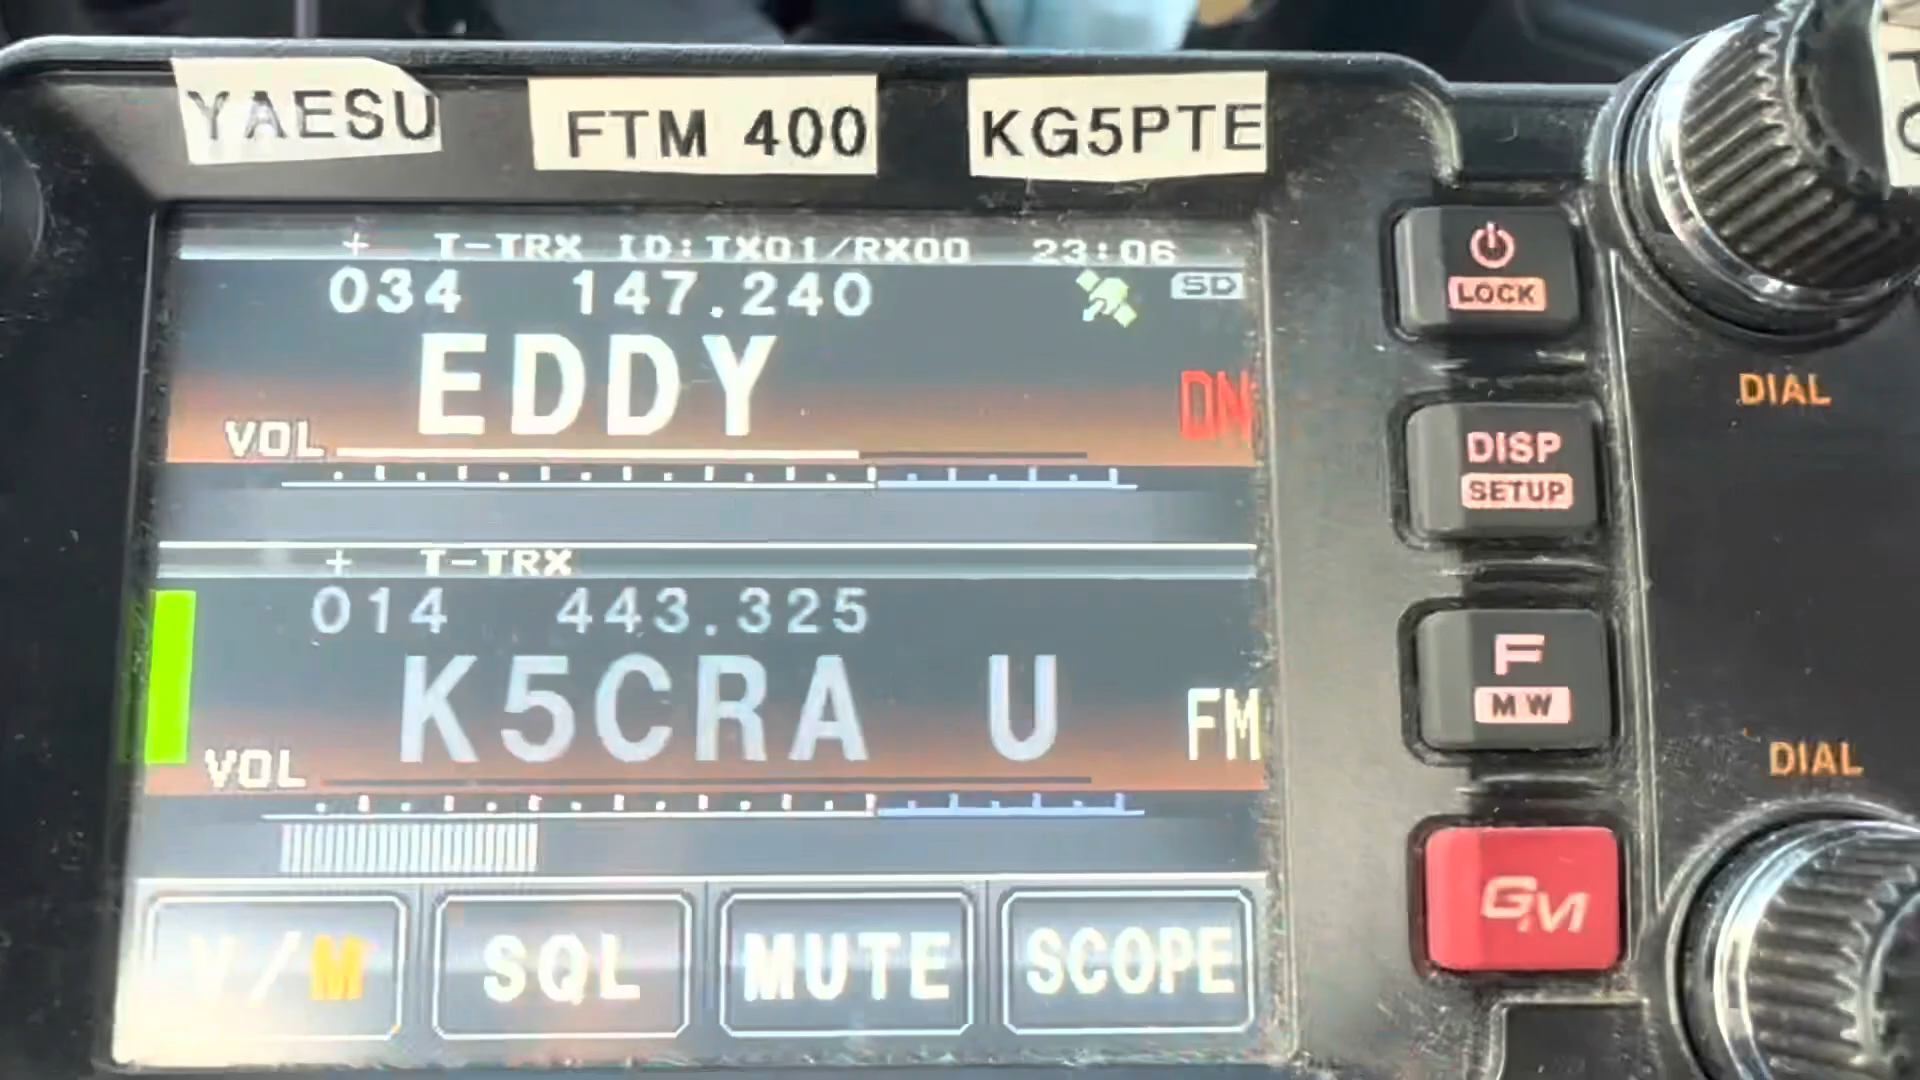 YAESU FTM 400 KG5PTE
+ T-TRX ID:TX01/RX00 23:06
034 147.240 SD
EDDY DN
VOL
+ T-TRX
014 443.325
K5CRA U FM
VOL
V/M SQL MUTE SCOPE
LOCK
DISP
SETUP
F
MW
GM
DIAL
DIAL